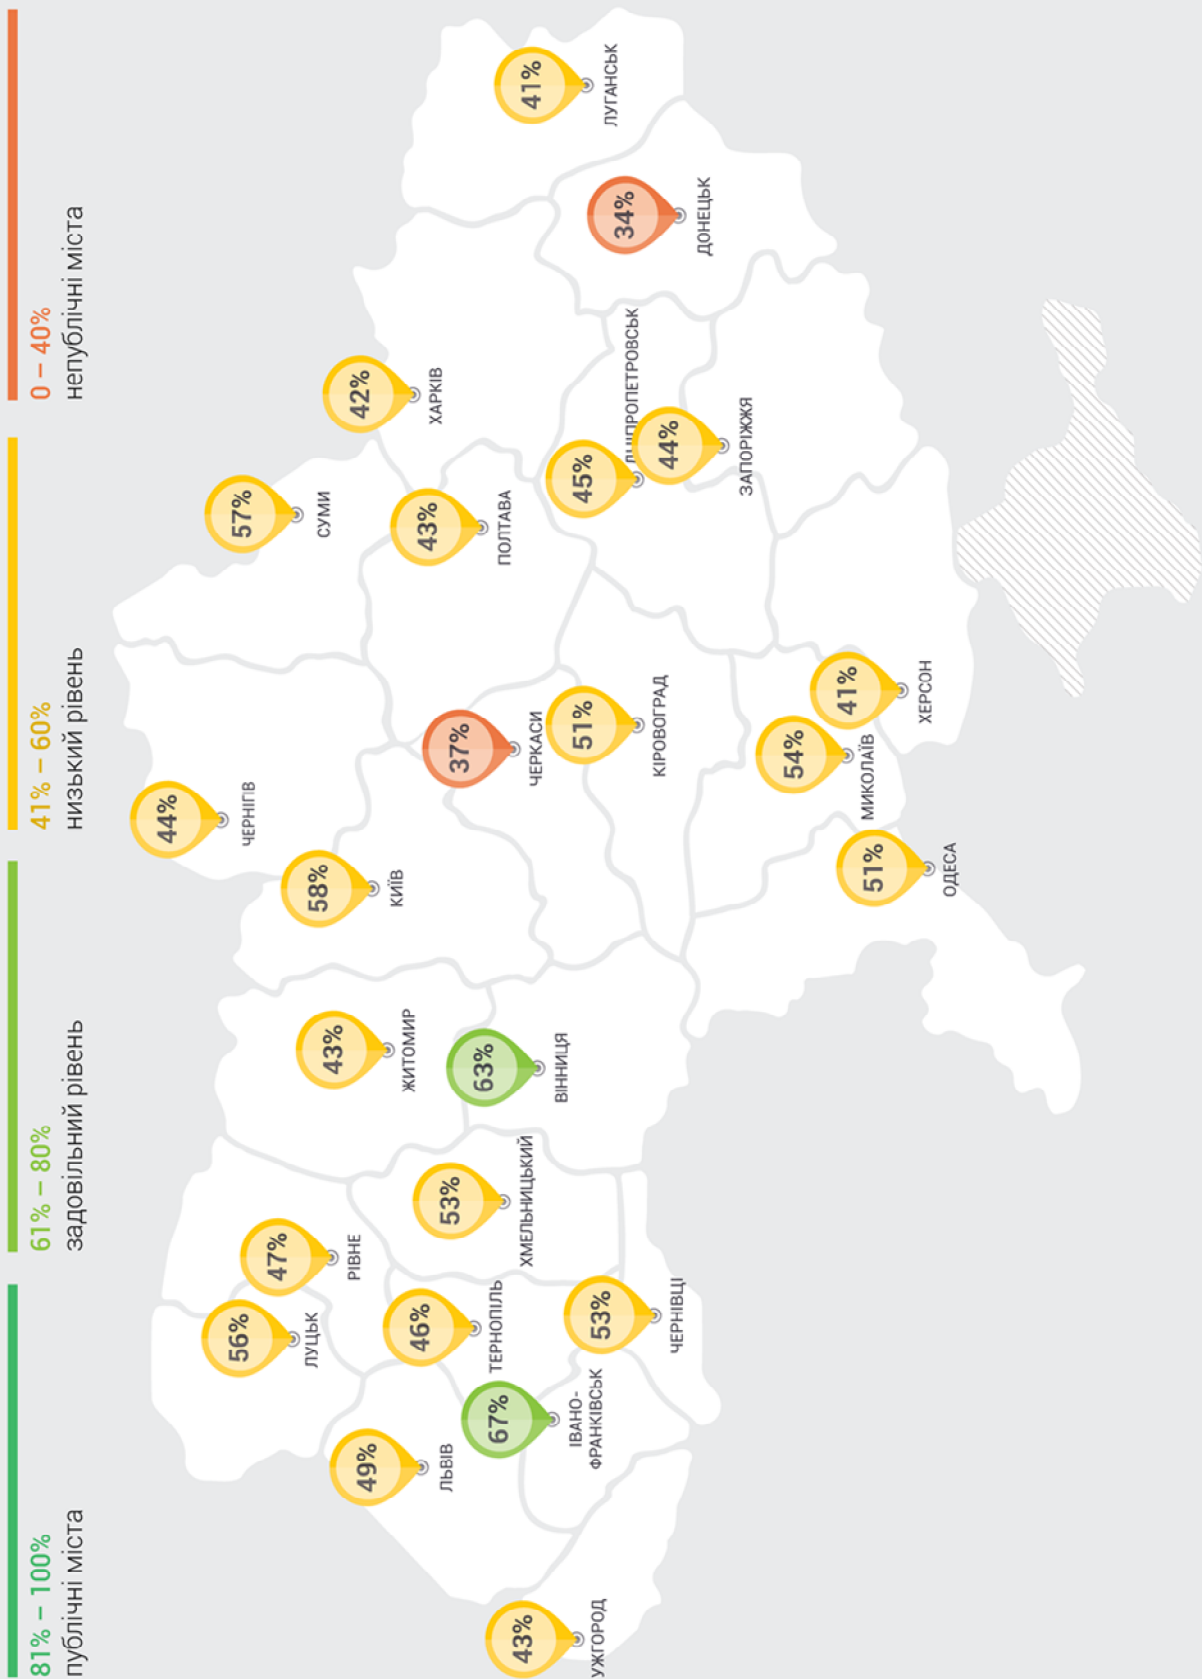 81% – 100%
публічні міста
61% – 80%
задовільний рівень
41% – 60%
низький рівень
0 – 40%
непублічні міста
44%
ЧЕРНІГІВ
57%
СУМИ
56%
ЛУЦЬК
47%
РІВНЕ
43%
ЖИТОМИР
58%
КИЇВ
42%
ХАРКІВ
49%
ЛЬВІВ
46%
ТЕРНОПІЛЬ
53%
ХМЕЛЬНИЦЬКИЙ
63%
ВІННИЦЯ
37%
ЧЕРКАСИ
43%
ПОЛТАВА
41%
ЛУГАНСЬК
67%
ІВАНО-
ФРАНКІВСЬК
43%
УЖГОРОД
53%
ЧЕРНІВЦІ
51%
КІРОВОГРАД
45%
ДНІПРОПЕТРОВСЬК
34%
ДОНЕЦЬК
44%
ЗАПОРІЖЖЯ
54%
МИКОЛАЇВ
41%
ХЕРСОН
51%
ОДЕСА